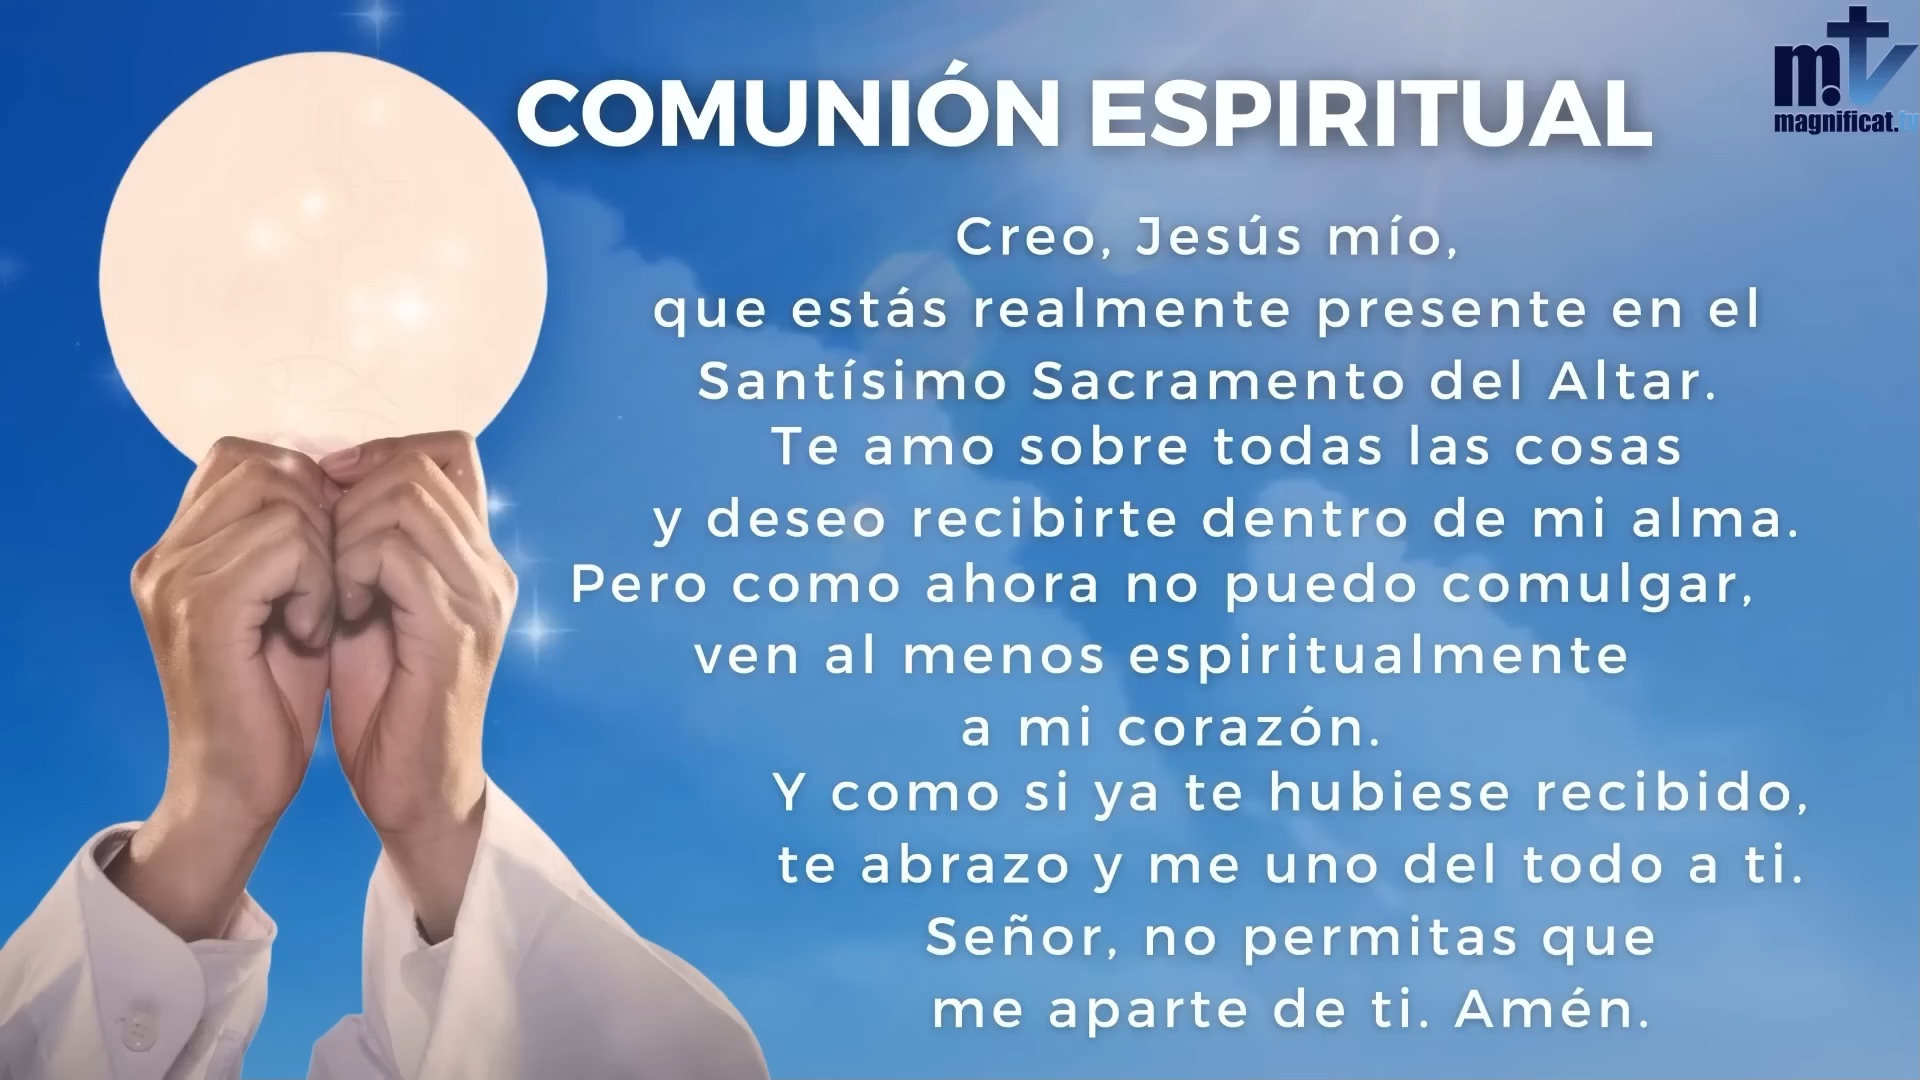 COMUNIÓN ESPIRITUAL
mtv
magnificat.tv
Creo, Jesús mío,
que estás realmente presente en el
Santísimo Sacramento del Altar.
Te amo sobre todas las cosas
y deseo recibirte dentro de mi alma.
Pero como ahora no puedo comulgar,
ven al menos espiritualmente
a mi corazón.
Y como si ya te hubiese recibido,
te abrazo y me uno del todo a ti.
Señor, no permitas que
me aparte de ti. Amén.